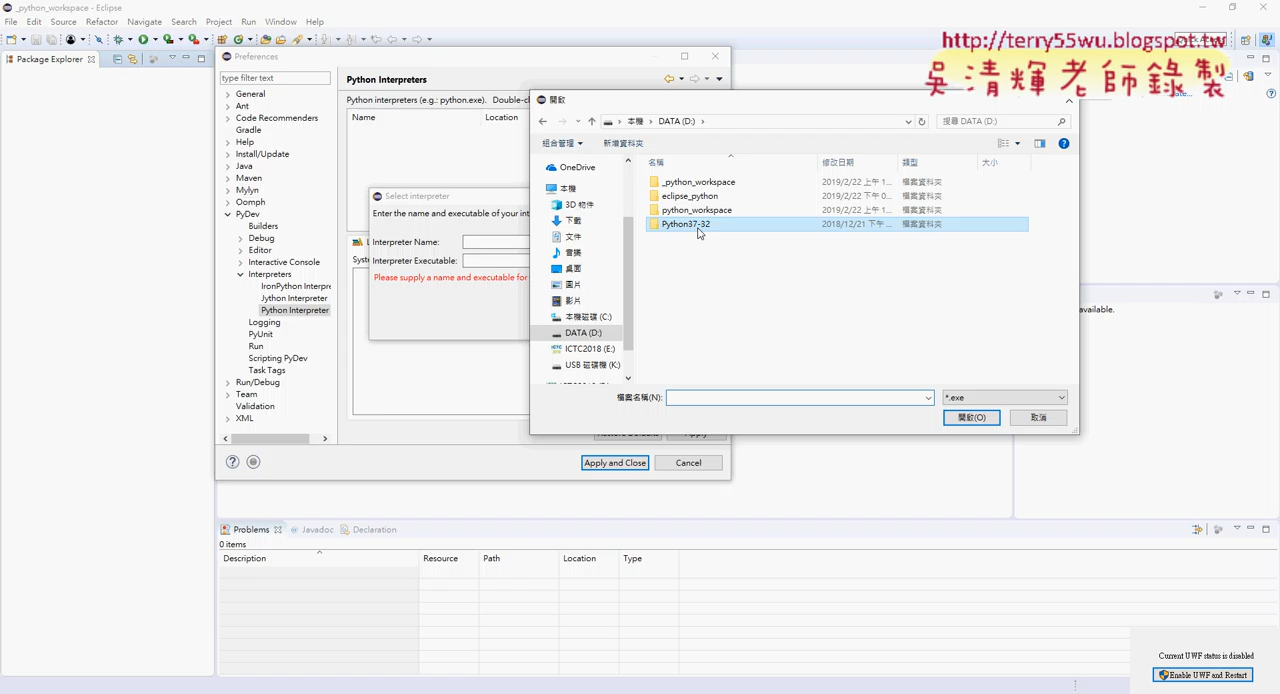 _python_workspace - Eclipse
File Edit Source Refactor Navigate Search Project Run Window Help
http://terry55wu.blogspot.tw
吳清輝老師錄製
Package Explorer
Preferences
type filter text
General
Ant
Code Recommenders
Gradle
Help
Install/Update
Java
Maven
Mylyn
Oomph
PyDev
Builders
Debug
Editor
Interactive Console
Interpreters
IronPython Interpre
Jython Interpreter
Python Interpreter
Logging
PyUnit
Run
Scripting PyDev
Task Tags
Run/Debug
Team
Validation
XML
Python Interpreters
Python interpreters (e.g.: python.exe). Double-c
Name Location
Select interpreter
Enter the name and executable of your int
Interpreter Name:
Interpreter Executable:
Please supply a name and executable for
Apply and Close Cancel
開啟
本機 DATA (D:)
搜尋 DATA (D:)
組合管理 新增資料夾
OneDrive
本機
3D 物件
下載
文件
音樂
桌面
圖片
影片
本機磁碟 (C:)
DATA (D:)
ICTC2018 (E:)
USB 磁碟機 (K:)
名稱 修改日期 類型 大小
_python_workspace 2019/2/22 上午 1... 檔案資料夾
eclipse_python 2019/2/22 下午 0... 檔案資料夾
python_workspace 2019/2/22 上午 1... 檔案資料夾
Python37-32 2018/12/21 下午 ... 檔案資料夾
檔案名稱(N): *.exe
開啟(O) 取消
available.
Problems Javadoc Declaration
0 items
Description Resource Path Location Type
Current UWF status is disabled
Enable UWF and Restart